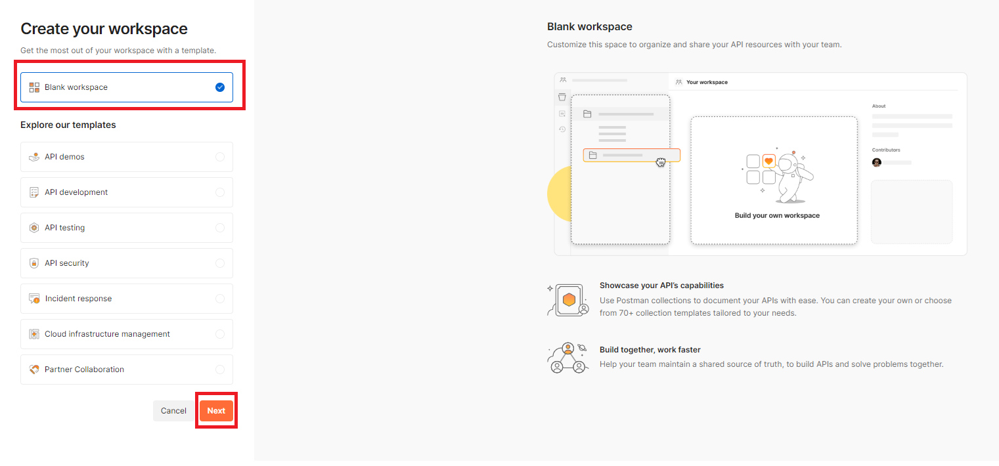 Create your workspace
Get the most out of your workspace with a template.
Blank workspace
Explore our templates
API demos
API development
API testing
API security
Incident response
Cloud infrastructure management
Partner Collaboration
Cancel
Next
Blank workspace
Customize this space to organize and share your API resources with your team.
Your workspace
About
Contributors
Build your own workspace
Showcase your API's capabilities
Use Postman collections to document your APIs with ease. You can create your own or choose
from 70+ collection templates tailored to your needs.
Build together, work faster
Help your team maintain a shared source of truth, to build APIs and solve problems together.